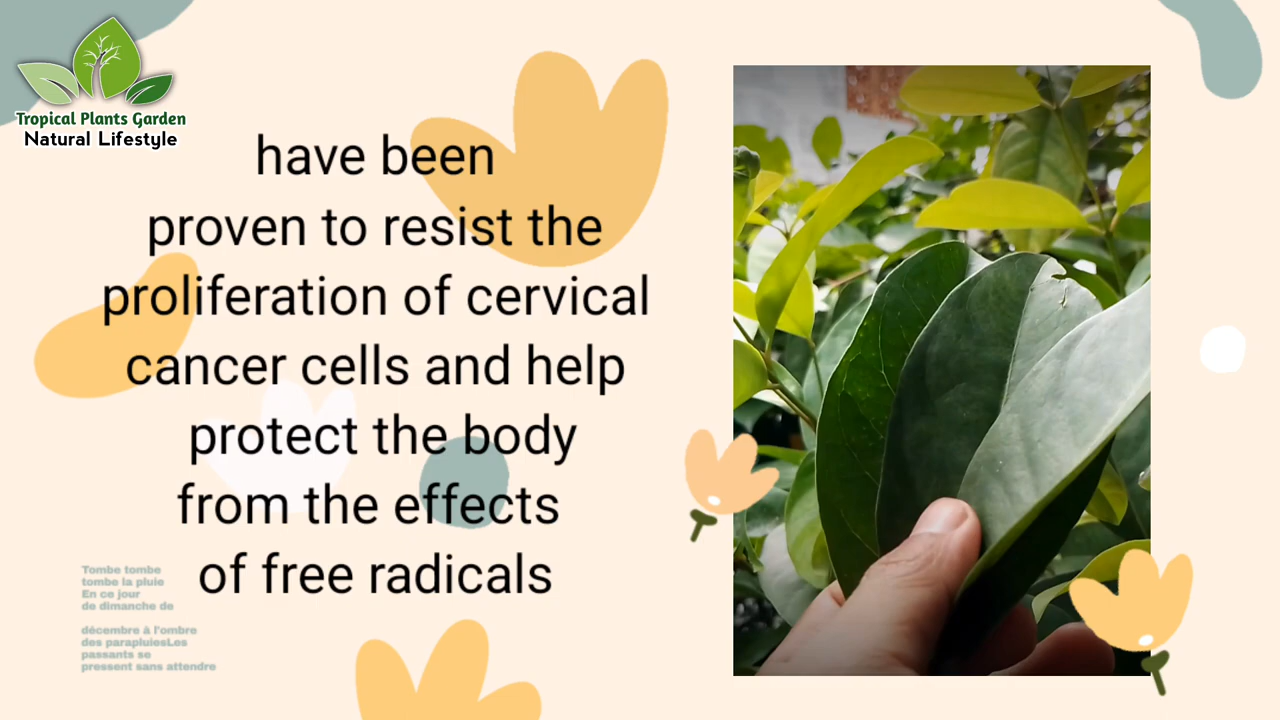 Tropical Plants Garden
Natural Lifestyle
have been
proven to resist the
proliferation of cervical
cancer cells and help
protect the body
from the effects
of free radicals
Tombe tombe
tombe la pluie
En ce jour
de dimanche de
décembre à l'ombre
des parapluiesLes
passants se
pressent sans attendre